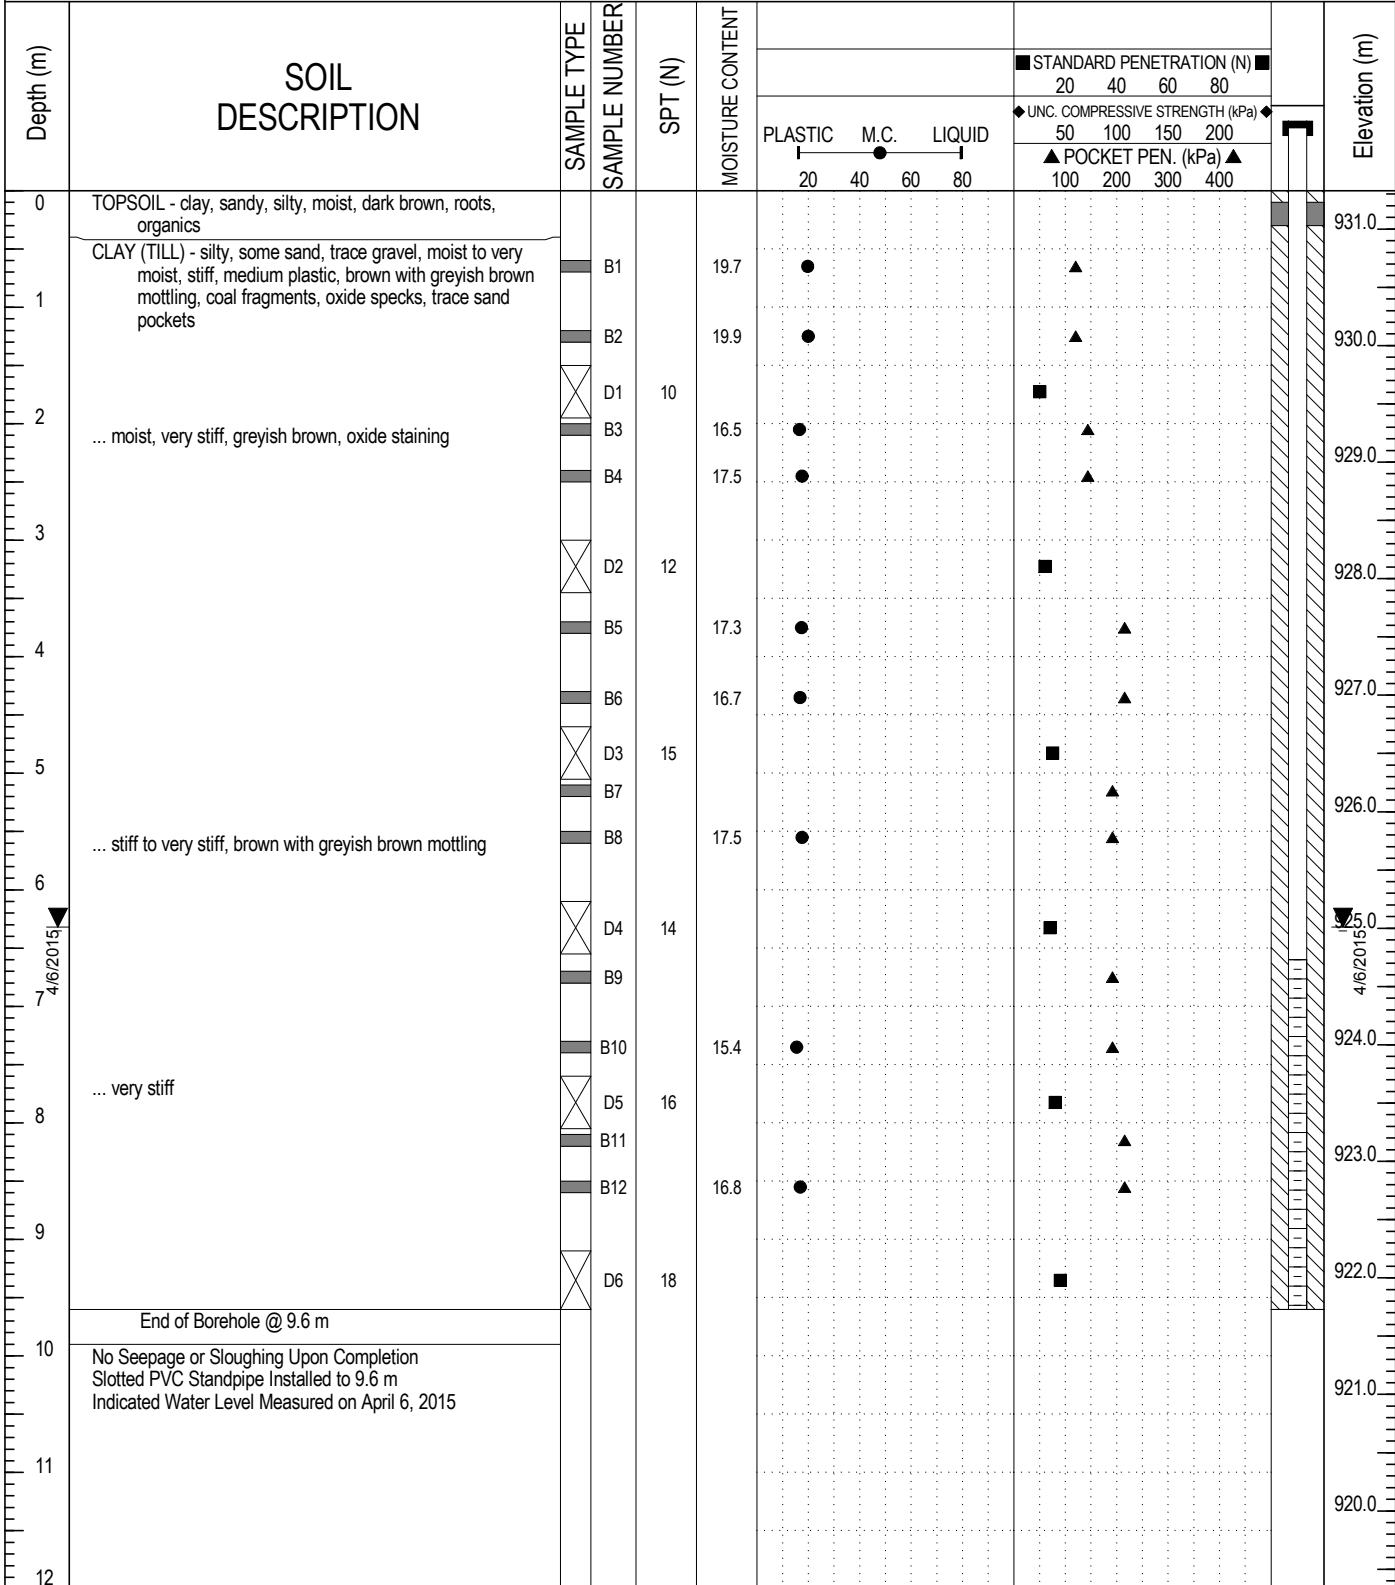 Depth (m)
SOIL
DESCRIPTION
SAMPLE TYPE
SAMPLE NUMBER
SPT (N)
MOISTURE CONTENT
PLASTIC M.C. LIQUID
20 40 60 80
STANDARD PENETRATION (N)
20 40 60 80
UNC. COMPRESSIVE STRENGTH (kPa)
50 100 150 200
POCKET PEN. (kPa)
100 200 300 400
Elevation (m)
0
TOPSOIL - clay, sandy, silty, moist, dark brown, roots,
organics
931.0
CLAY (TILL) - silty, some sand, trace gravel, moist to very
moist, stiff, medium plastic, brown with greyish brown
mottling, coal fragments, oxide specks, trace sand
pockets
B1 19.7
1
B2 19.9
930.0
D1 10
2
B3 16.5
... moist, very stiff, greyish brown, oxide staining
929.0
B4 17.5
3
D2 12
928.0
B5 17.3
4
B6 16.7
927.0
D3 15
5
B7
926.0
B8 17.5
... stiff to very stiff, brown with greyish brown mottling
6
4/6/2015
D4 14
925.0
4/6/2015
B9
7
B10 15.4
924.0
... very stiff
D5 16
8
B11
923.0
B12 16.8
9
D6 18
922.0
End of Borehole @ 9.6 m
10
No Seepage or Sloughing Upon Completion
Slotted PVC Standpipe Installed to 9.6 m
Indicated Water Level Measured on April 6, 2015
921.0
11
920.0
12